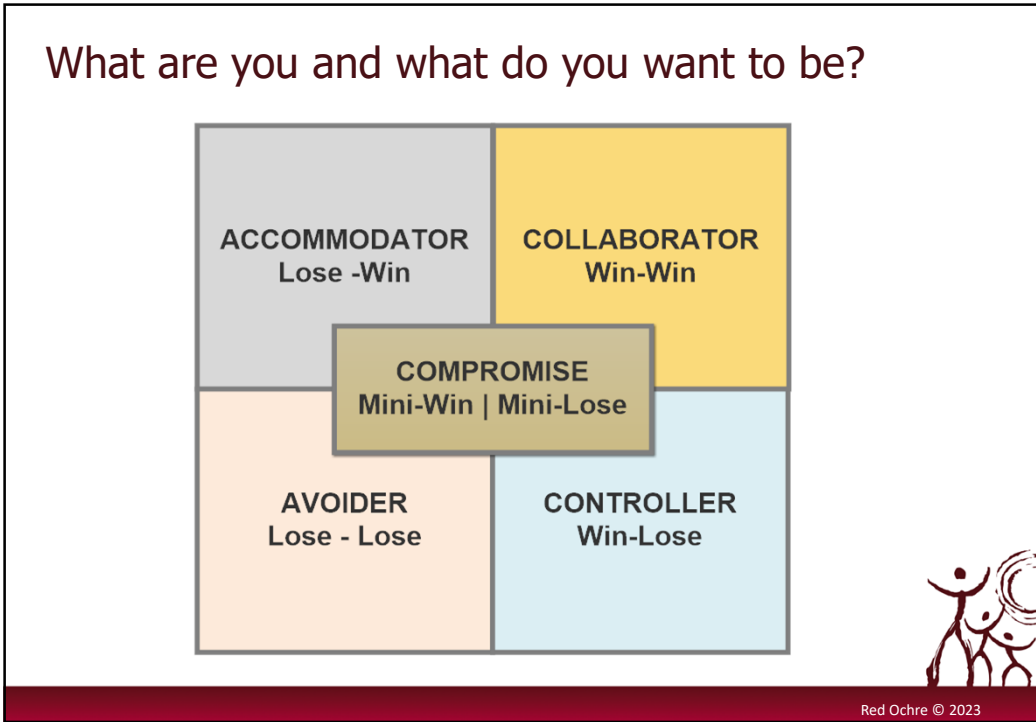 What are you and what do you want to be?
ACCOMMODATOR
Lose -Win
COLLABORATOR
Win-Win
COMPROMISE
Mini-Win | Mini-Lose
AVOIDER
Lose - Lose
CONTROLLER
Win-Lose
Red Ochre © 2023